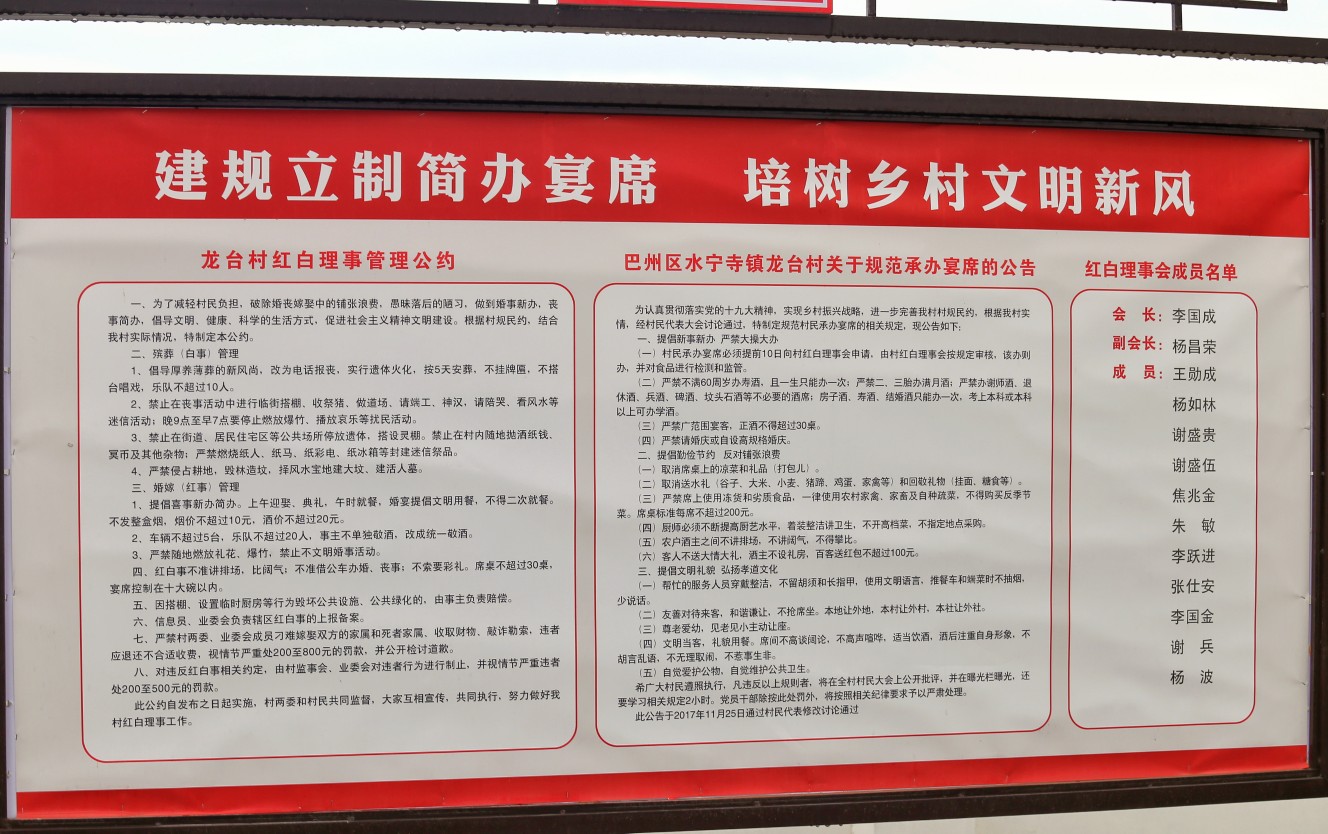 建规立制简办宴席 培树乡村文明新风
龙台村红白理事管理公约
一、为了减轻村民负担，破除婚丧嫁娶中的铺张浪费，愚昧落后的陋习，做到婚事新办，丧
事简办，倡导文明、健康、科学的生活方式，促进社会主义精神文明建设。根据村规民约，结合
我村实际情况，特制定本公约。
二、殡葬（白事）管理
1、倡导厚养薄葬的新风尚，改为电话报丧，实行遗体火化，按5天安葬，不挂牌匾，不搭
台唱戏，乐队不超过10人。
2、禁止在丧事活动中进行临街搭棚、收祭猪、做道场、请端工、神汉，请陪哭、看风水等
迷信活动；晚9点至早7点要停止燃放爆竹、播放哀乐等扰民活动。
3、禁止在街道、居民住宅区等公共场所停放遗体，搭设灵棚。禁止在村内随地抛洒纸钱、
冥币及其他杂物；严禁燃烧纸人、纸马、纸彩电、纸冰箱等封建迷信祭品。
4、严禁侵占耕地，毁林造坟，择风水宝地建大坟、建活人墓。
三、婚嫁（红事）管理
1、提倡喜事新办简办。上午迎娶、典礼，午时就餐，婚宴提倡文明用餐，不得二次就餐。
不发整盒烟，烟价不超过10元，酒价不超过20元。
2、车辆不超过5台，乐队不超过20人，事主不单独敬酒，改成统一敬酒。
3、严禁随地燃放礼花、爆竹，禁止不文明婚事活动。
四、红白事不准讲排场，比阔气；不准借公车办婚、丧事；不索要彩礼。席桌不超过30桌，
宴席控制在十大碗以内。
五、因搭棚、设置临时厨房等行为毁坏公共设施、公共绿化的，由事主负责赔偿。
六、信息员、业委会负责辖区红白事的上报备案。
七、严禁村两委、业委会成员刁难嫁娶双方的家属和死者家属、收取财物、敲诈勒索，违者
应退还不合适收费，视情节严重处200至800元的罚款，并公开检讨道歉。
八、对违反红白事相关约定，由村监事会、业委会对违者行为进行制止，并视情节严重违者
处200至500元的罚款。
此公约自发布之日起实施，村两委和村民共同监督，大家互相宣传，共同执行，努力做好我
村红白理事工作。
巴州区水宁寺镇龙台村关于规范承办宴席的公告
为认真贯彻落实党的十九大精神，实现乡村振兴战略，进一步完善我村村规民约，根据我村实
情，经村民代表大会讨论通过，特制定规范村民承办宴席的相关规定，现公告如下：
一、提倡新事新办 严禁大操大办
（一）村民承办宴席必须提前10日向村红白理事会申请，由村红白理事会按规定审核，该办则
办，并对食品进行检测和监管。
（二）严禁不满60周岁办寿酒，且一生只能办一次；严禁二、三胎办满月酒；严禁办谢师酒、退
休酒、兵酒、碑酒、坟头石酒等不必要的酒席；房子酒、寿酒、结婚酒只能办一次，考上本科或本科
以上可办学酒。
（三）严禁广范围宴客，正酒不得超过30桌。
（四）严禁请婚庆或自设高规格婚庆。
二、提倡勤俭节约 反对铺张浪费
（一）取消席桌上的凉菜和礼品（打包儿）。
（二）取消送水礼（谷子、大米、小麦、猪蹄、鸡蛋、家禽等）和回敬礼物（挂面、糖食等）。
（三）严禁席上使用冻货和劣质食品，一律使用农村家禽、家畜及自种蔬菜，不得购买反季节
菜。席桌标准每席不超过200元。
（四）厨师必须不断提高厨艺水平，着装整洁讲卫生，不开高档菜，不指定地点采购。
（五）农户酒主之间不讲排场，不讲阔气，不得攀比。
（六）客人不送大情大礼，酒主不设礼房，百客送红包不超过100元。
三、提倡文明礼貌 弘扬孝道文化
（一）帮忙的服务人员穿戴整洁，不留胡须和长指甲，使用文明语言，推餐车和端菜时不抽烟，
少说话。
（二）友善对待来客，和谐谦让，不抢席坐。本地让外地，本村让外村，本社让外社。
（三）尊老爱幼，见老见小主动让座。
（四）文明当客，礼貌用餐。席间不高谈阔论，不高声喧哗，适当饮酒，酒后注重自身形象，不
胡言乱语，不无理取闹，不惹事生非。
（五）自觉爱护公物，自觉维护公共卫生。
希广大村民遵照执行，凡违反以上规则者，将在全村村民大会上公开批评，并在曝光栏曝光，还
要学习相关规定2小时。党员干部除按此处罚外，将按照相关纪律要求予以严肃处理。
此公告于2017年11月25日通过村民代表修改讨论通过
红白理事会成员名单
会 长：李国成
副会长：杨昌荣
成 员：王勋成
杨如林
谢盛贵
谢盛伍
焦兆金
朱 敏
李跃进
张仕安
李国金
谢 兵
杨 波